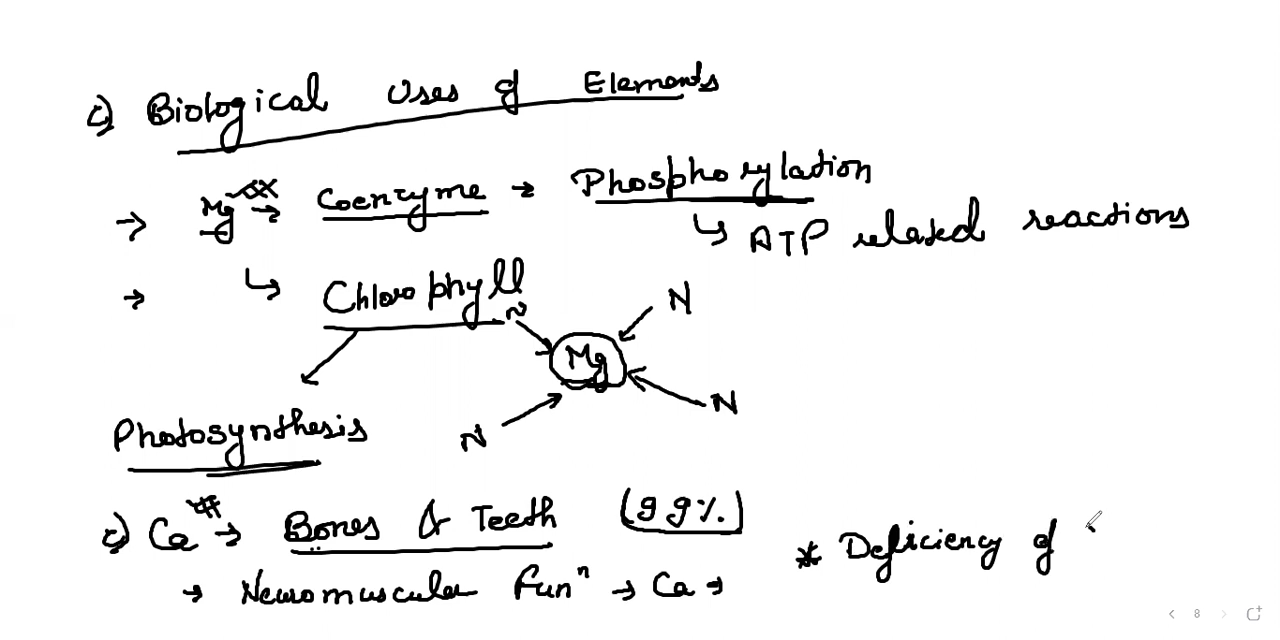 c) Biological Uses of Elements
→ Mg → Coenzyme → Phosphorylation
↳ ATP related reactions
→ ↳ Chlorophyll
N N
Mg
N N
Photosynthesis
c) Ca → Bones & Teeth (99%)
* Deficiency of
→ Neuromuscular Funⁿ → Ca →
8